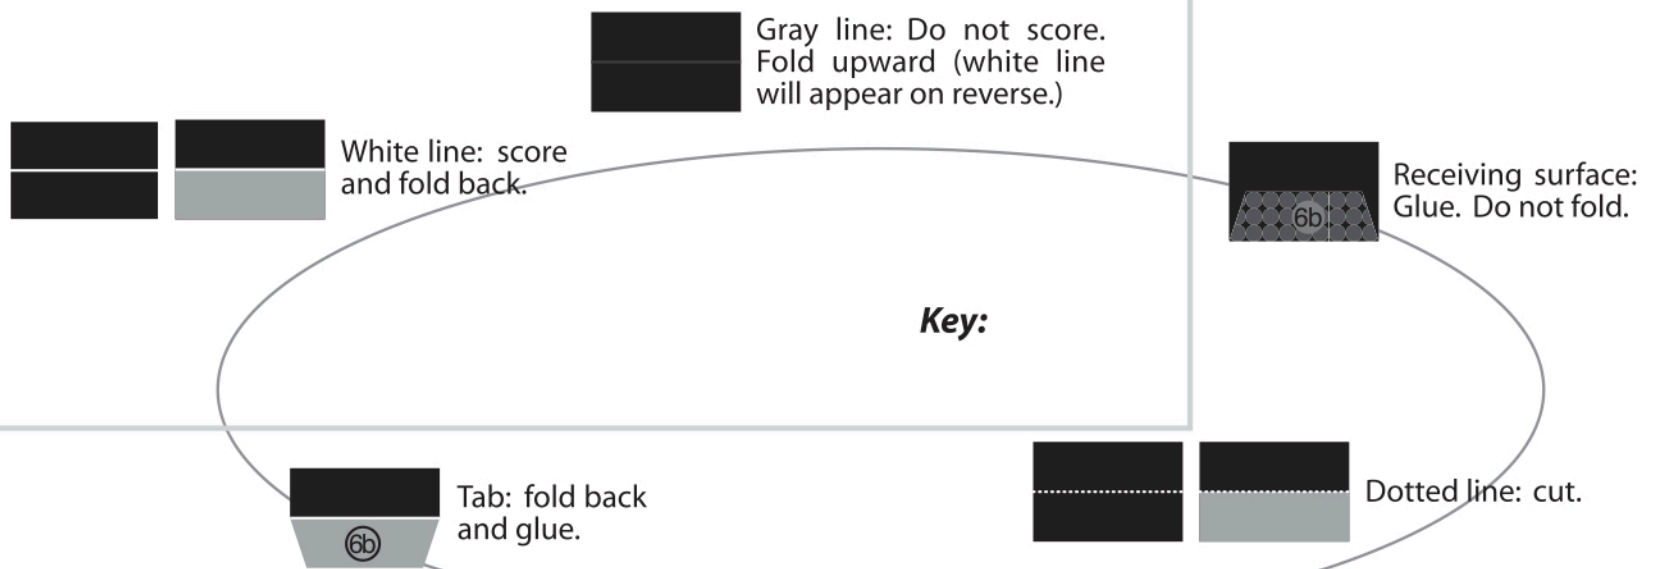 Gray line: Do not score.
Fold upward (white line
will appear on reverse.)
White line: score
and fold back.
Receiving surface:
Glue. Do not fold.
6b
Key:
Tab: fold back
and glue.
6b
Dotted line: cut.